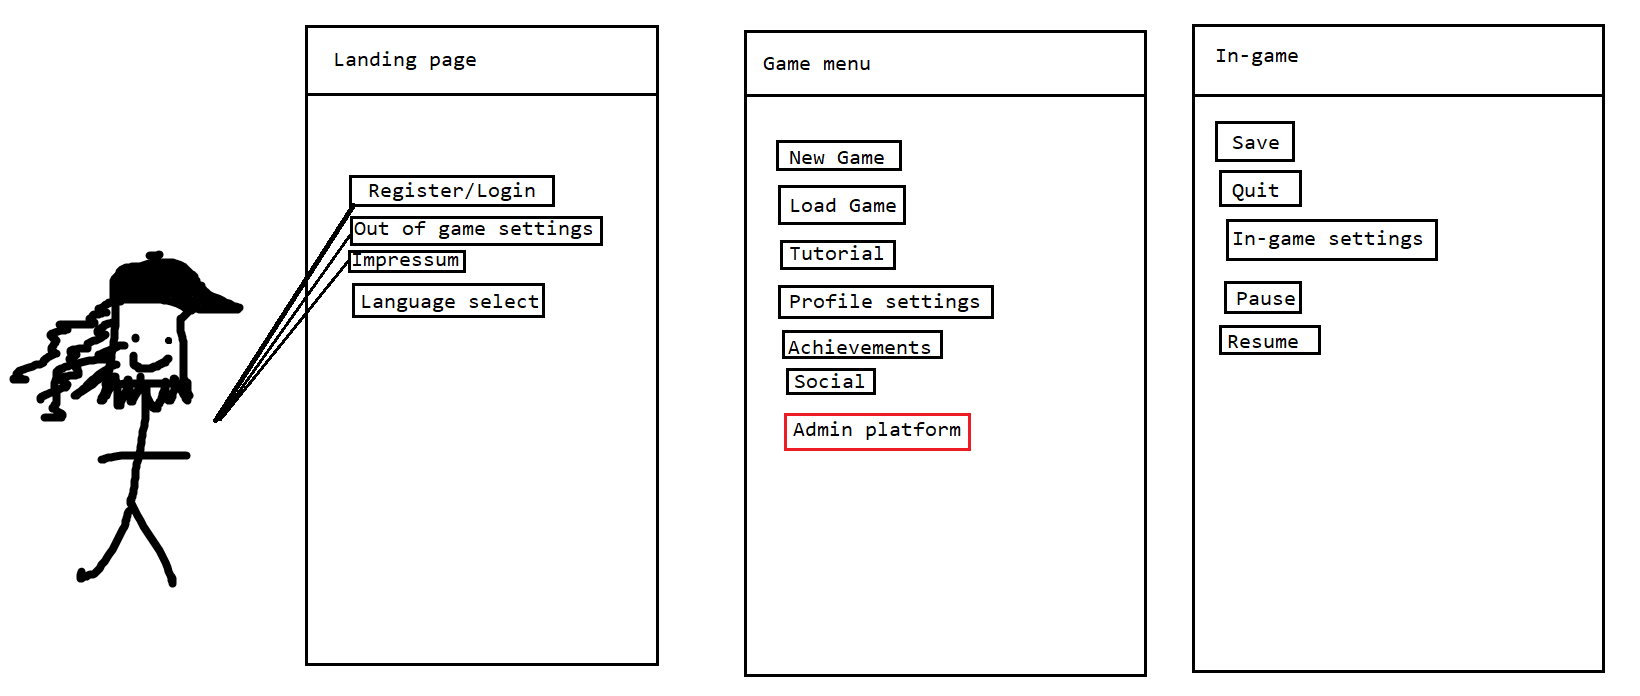 Landing page
Register/Login
Out of game settings
Impressum
Language select
Game menu
New Game
Load Game
Tutorial
Profile settings
Achievements
Social
Admin platform
In-game
Save
Quit
In-game settings
Pause
Resume